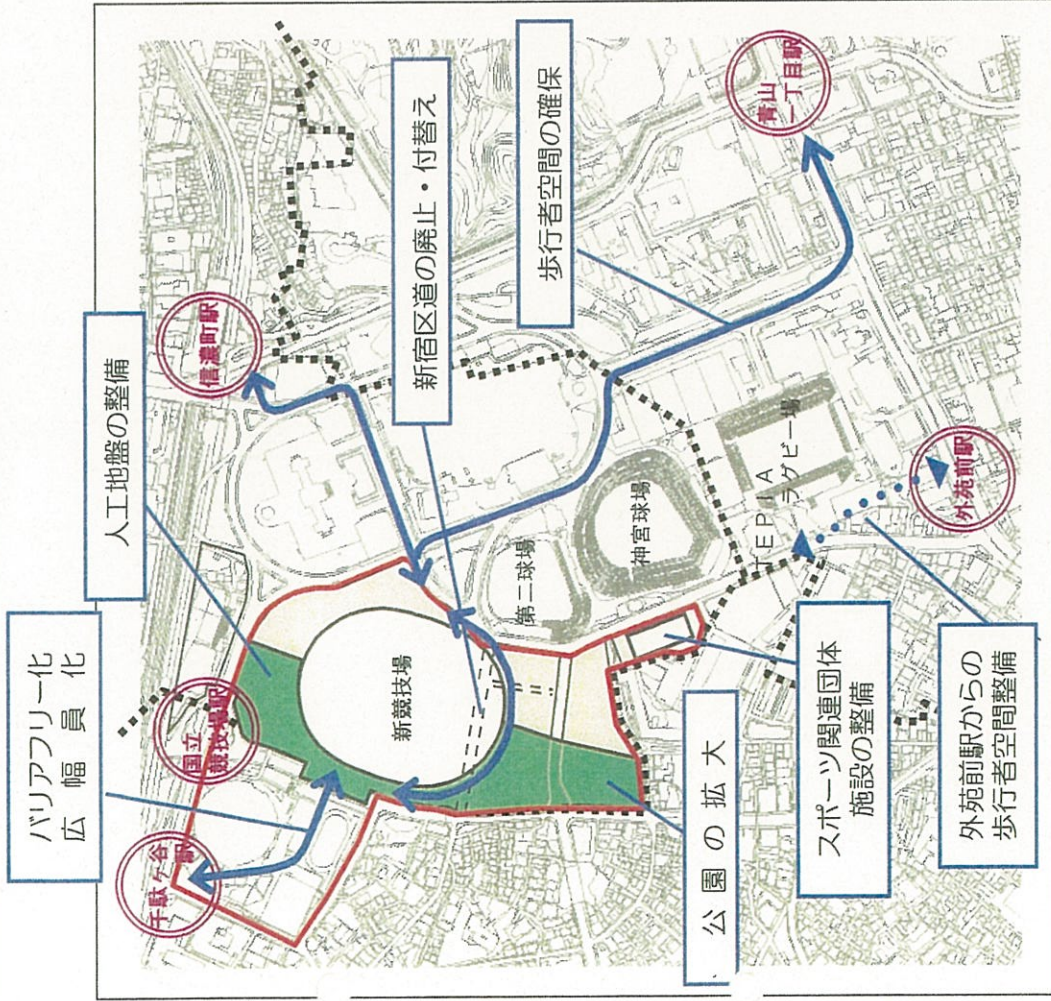 バリアフリー化
広幅員化
人工地盤の整備
新宿区道の廃止・付替え
歩行者空間の確保
千駄ヶ谷
駅
国立
競技場駅
信濃町駅
青山
一丁目駅
新競技場
第二球場
神宮球場
TEPIA
ラグビー場
外苑前駅
公園の拡大
スポーツ関連団体
施設の整備
外苑前駅からの
歩行者空間整備